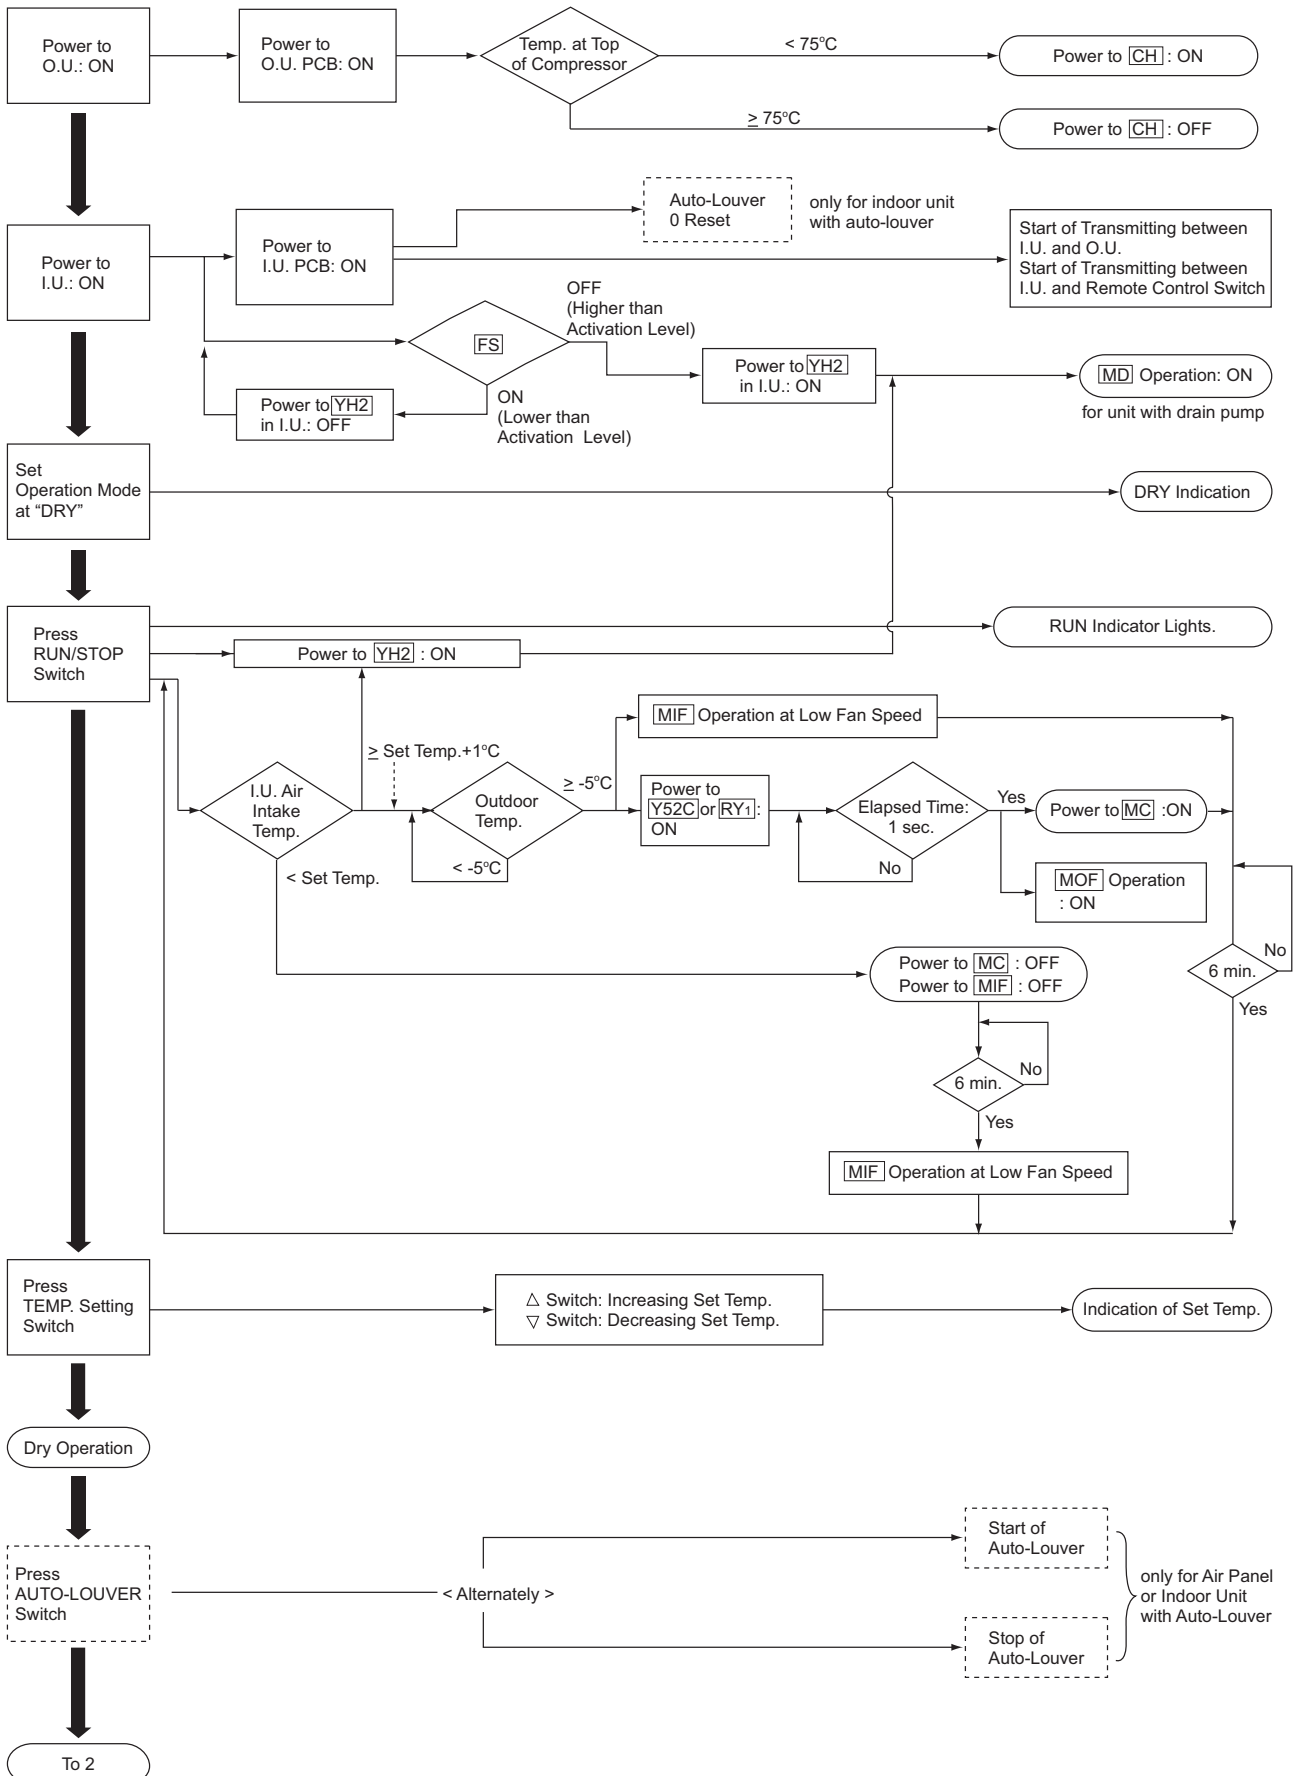 Power to
O.U.: ON
Power to
O.U. PCB: ON
Temp. at Top
of Compressor
< 75°C
Power to CH : ON
≥ 75°C
Power to CH : OFF
Power to
I.U.: ON
Power to
I.U. PCB: ON
Auto-Louver
0 Reset
only for indoor unit
with auto-louver
Start of Transmitting between
I.U. and O.U.
Start of Transmitting between
I.U. and Remote Control Switch
FS
OFF
(Higher than
Activation Level)
Power to YH2
in I.U.: ON
MD Operation: ON
for unit with drain pump
ON
(Lower than
Activation Level)
Power to YH2
in I.U.: OFF
Set
Operation Mode
at “DRY”
DRY Indication
Press
RUN/STOP
Switch
RUN Indicator Lights.
Power to YH2 : ON
I.U. Air
Intake
Temp.
≥ Set Temp.+1°C
< Set Temp.
Outdoor
Temp.
≥ -5°C
< -5°C
MIF Operation at Low Fan Speed
Power to
Y52C or RY1 :
ON
Elapsed Time:
1 sec.
Yes
No
Power to MC :ON
MOF Operation
: ON
6 min.
No
Yes
Power to MC : OFF
Power to MIF : OFF
6 min.
No
Yes
MIF Operation at Low Fan Speed
Press
TEMP. Setting
Switch
△ Switch: Increasing Set Temp.
▽ Switch: Decreasing Set Temp.
Indication of Set Temp.
Dry Operation
Press
AUTO-LOUVER
Switch
< Alternately >
Start of
Auto-Louver
Stop of
Auto-Louver
only for Air Panel
or Indoor Unit
with Auto-Louver
To 2